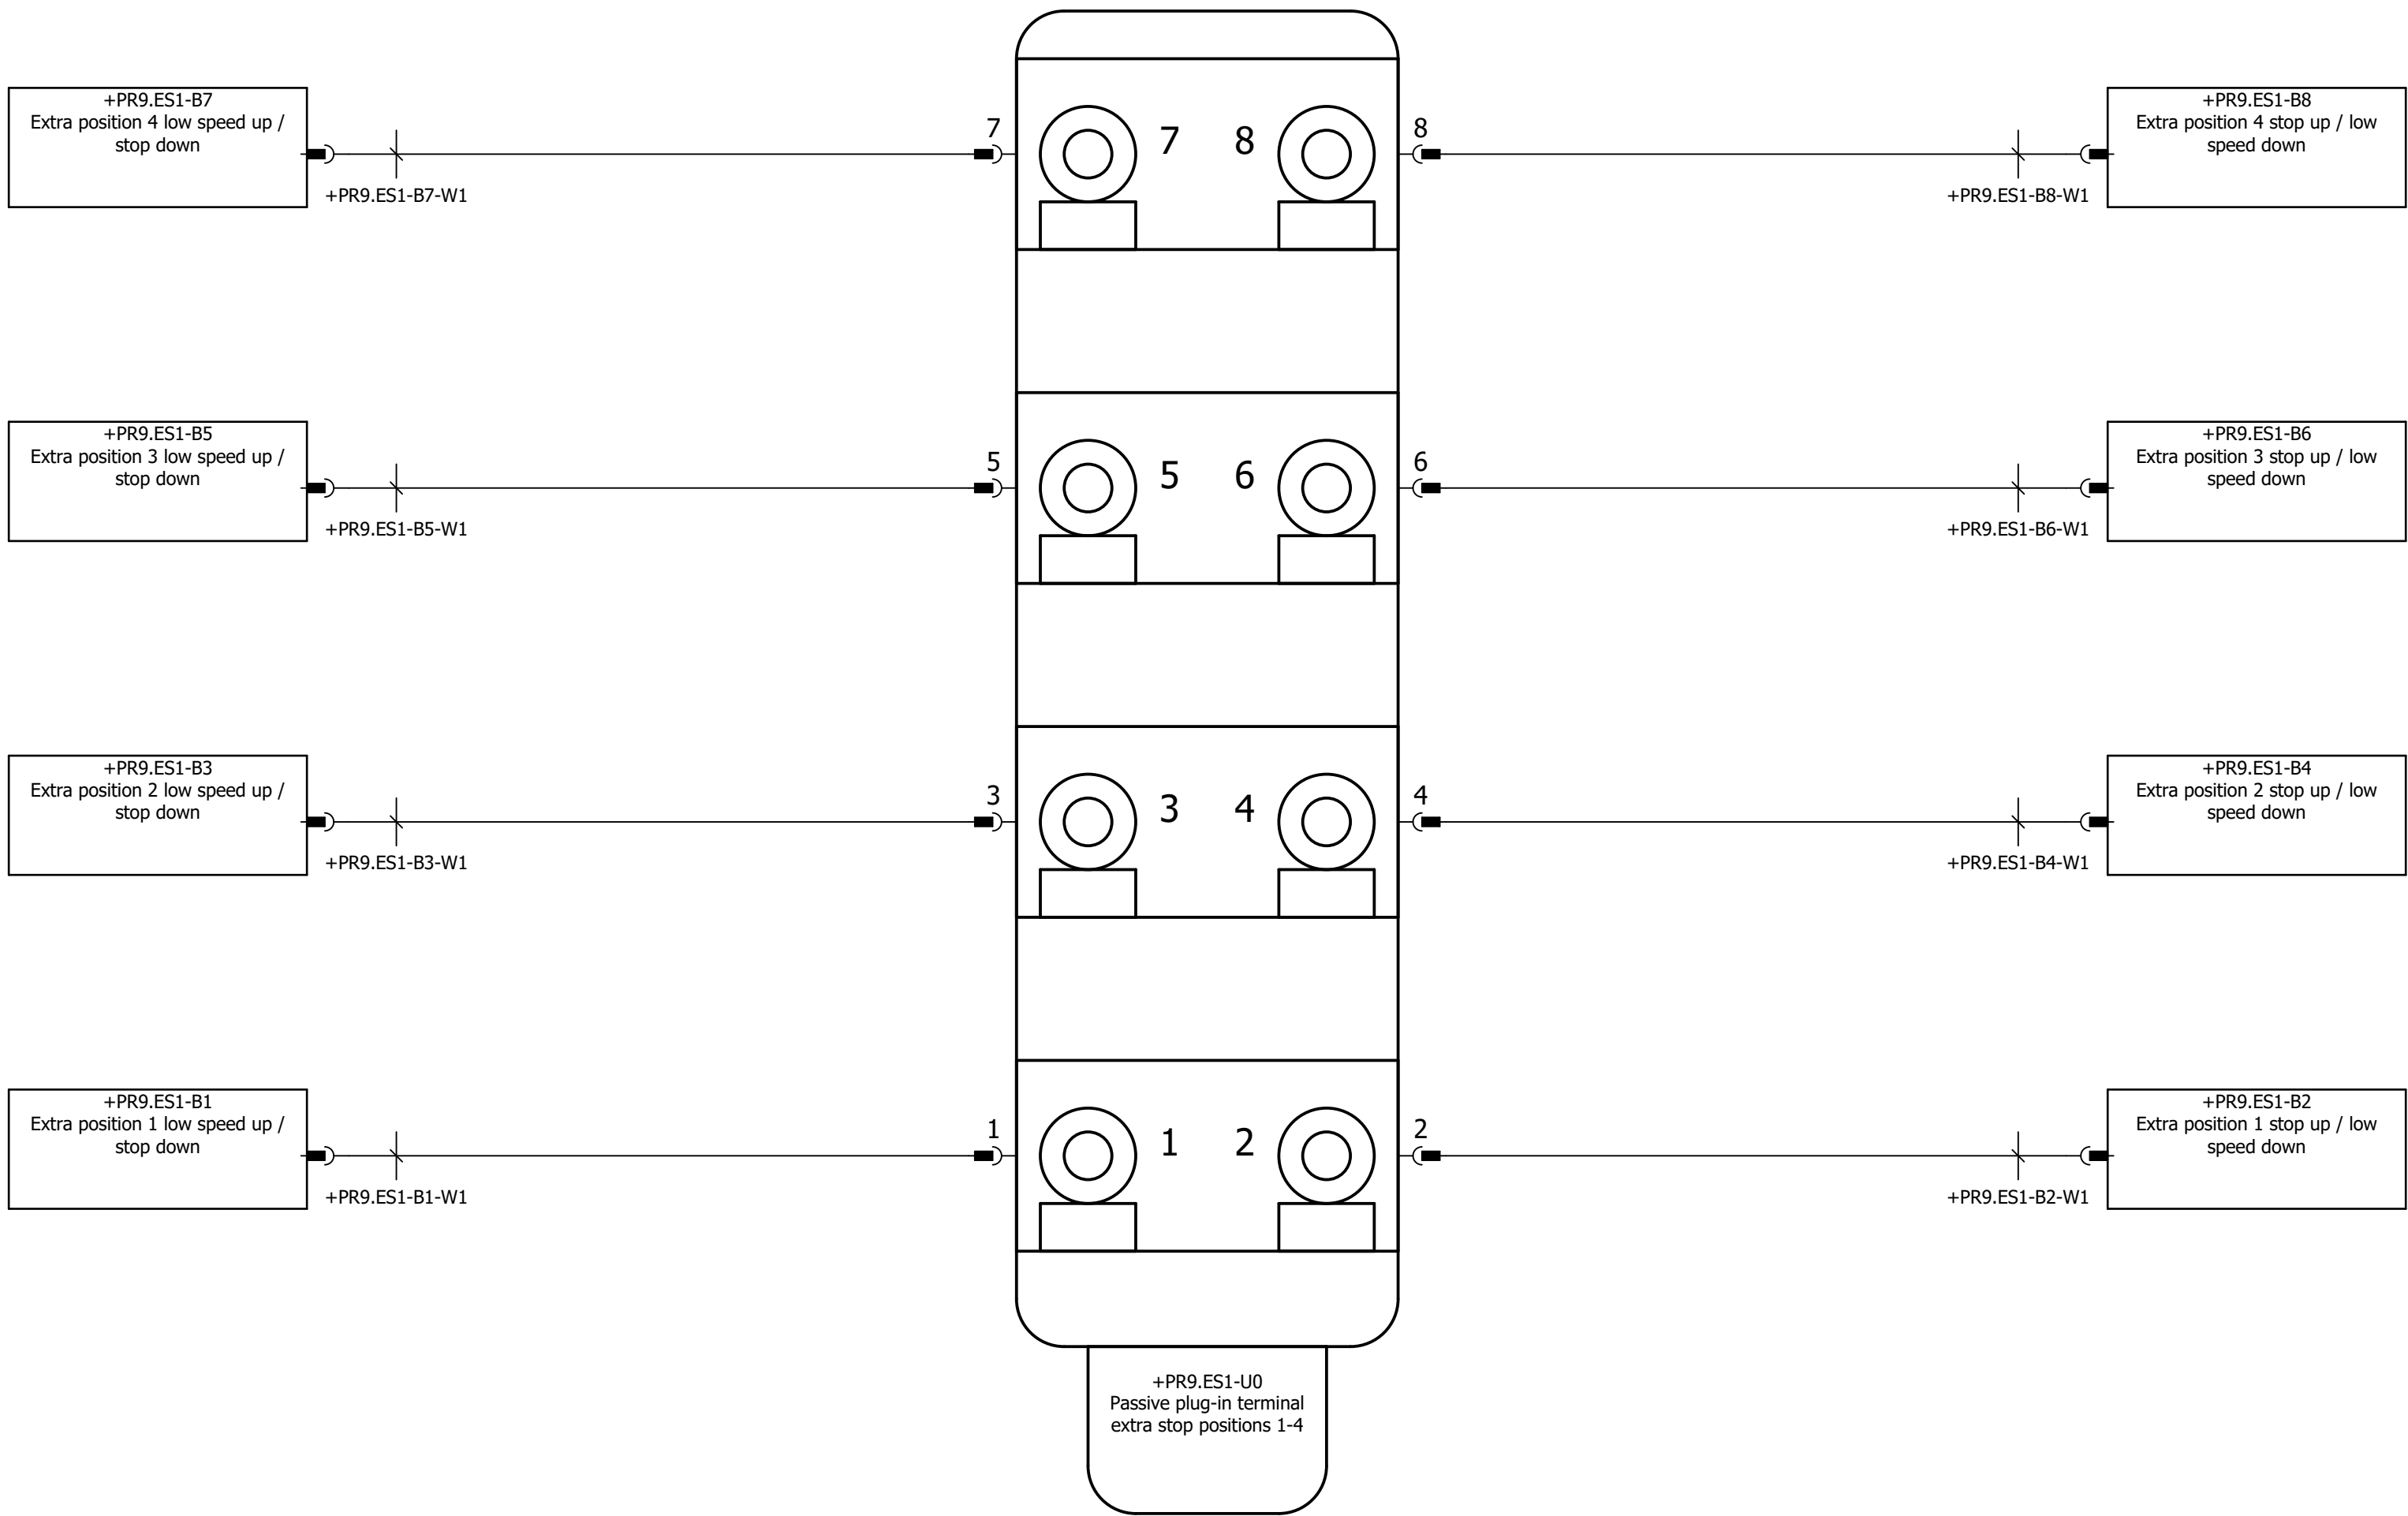 +PR9.ES1-B7
Extra position 4 low speed up /
stop down
+PR9.ES1-B7-W1
7
7 8
8
+PR9.ES1-B8-W1
+PR9.ES1-B8
Extra position 4 stop up / low
speed down
+PR9.ES1-B5
Extra position 3 low speed up /
stop down
+PR9.ES1-B5-W1
5
5 6
6
+PR9.ES1-B6-W1
+PR9.ES1-B6
Extra position 3 stop up / low
speed down
+PR9.ES1-B3
Extra position 2 low speed up /
stop down
+PR9.ES1-B3-W1
3
3 4
4
+PR9.ES1-B4-W1
+PR9.ES1-B4
Extra position 2 stop up / low
speed down
+PR9.ES1-B1
Extra position 1 low speed up /
stop down
+PR9.ES1-B1-W1
1
1 2
2
+PR9.ES1-B2-W1
+PR9.ES1-B2
Extra position 1 stop up / low
speed down
+PR9.ES1-U0
Passive plug-in terminal
extra stop positions 1-4